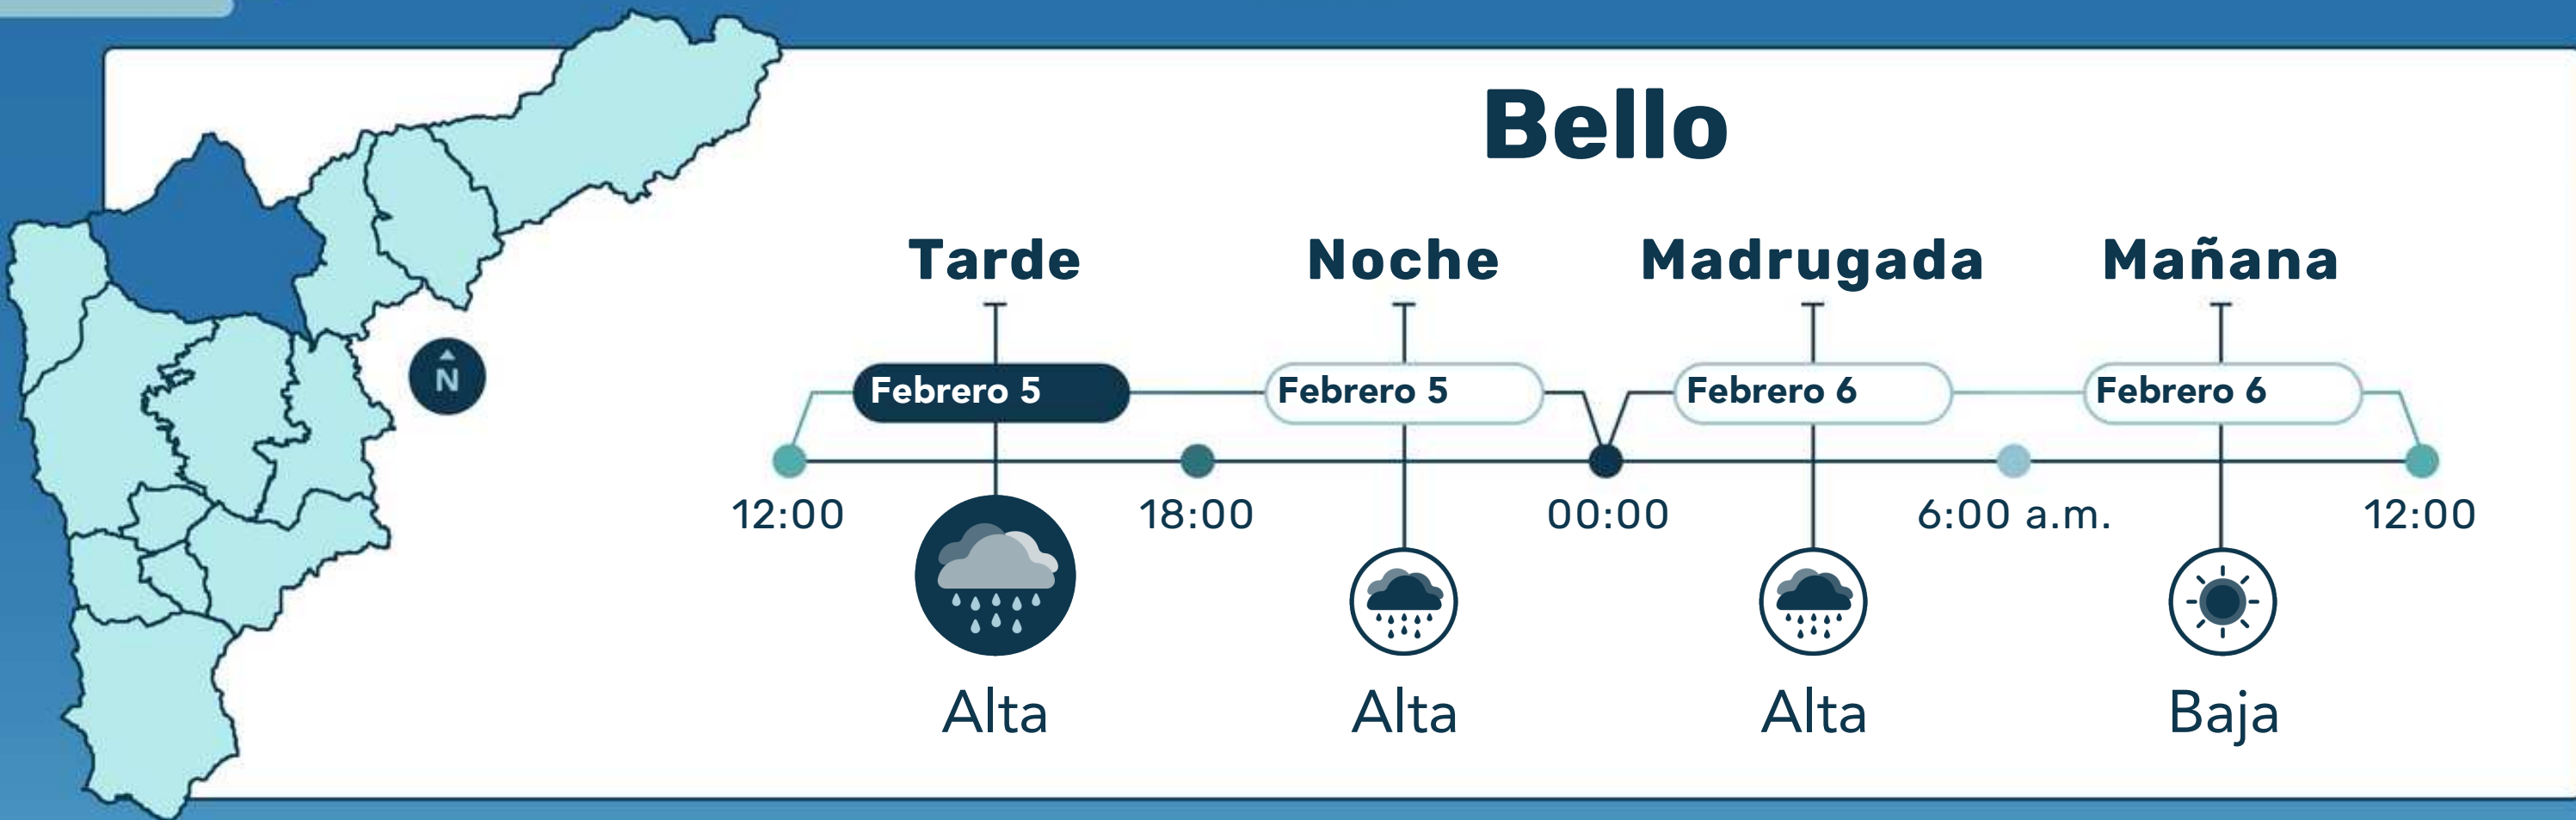 Bello
Tarde
Noche
Madrugada
Mañana
Febrero 5
Febrero 5
Febrero 6
Febrero 6
N
12:00
18:00
00:00
6:00 a.m.
12:00
Alta
Alta
Alta
Baja